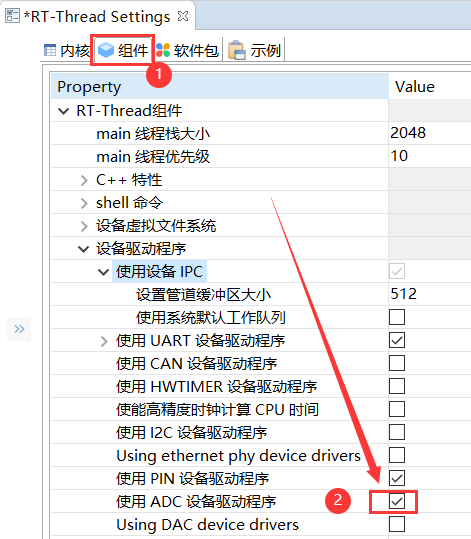 *RT-Thread Settings
内核 组件 软件包 示例
1
Property Value
RT-Thread组件
main 线程栈大小 2048
main 线程优先级 10
C++ 特性
shell 命令
设备虚拟文件系统
设备驱动程序
使用设备 IPC
设置管道缓冲区大小 512
使用系统默认工作队列
使用 UART 设备驱动程序
使用 CAN 设备驱动程序
使用 HWTIMER 设备驱动程序
使能高精度时钟计算 CPU 时间
使用 I2C 设备驱动程序
Using ethernet phy device drivers
使用 PIN 设备驱动程序
使用 ADC 设备驱动程序 2
Using DAC device drivers